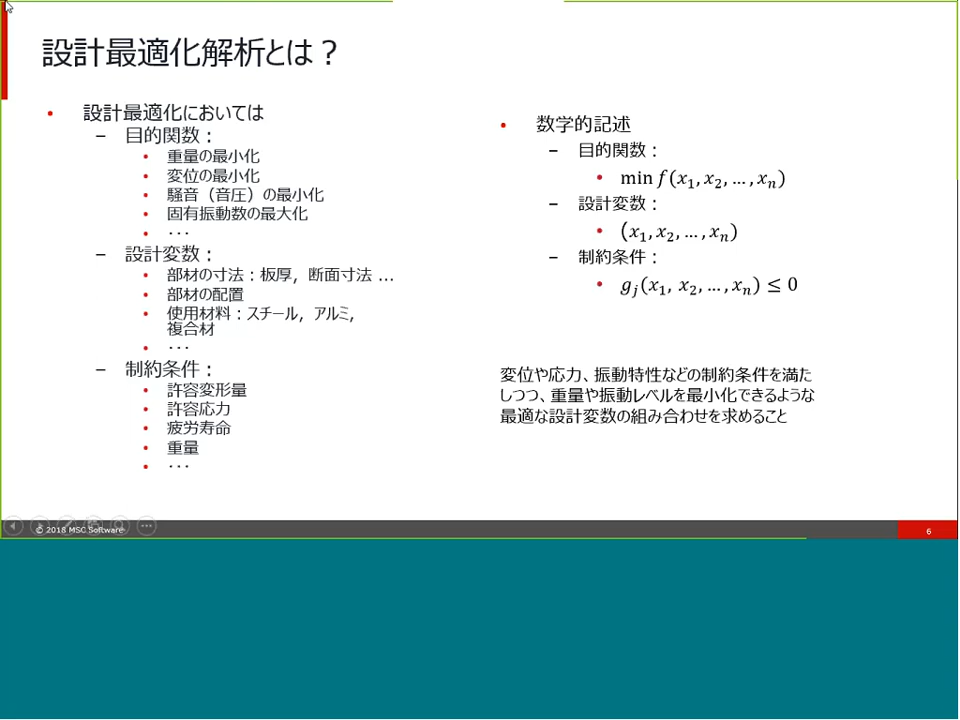 設計最適化解析とは？
• 設計最適化においては
– 目的関数：
• 重量の最小化
• 変位の最小化
• 騒音（音圧）の最小化
• 固有振動数の最大化
• ･･･
– 設計変数：
• 部材の寸法：板厚，断面寸法 …
• 部材の配置
• 使用材料：スチール，アルミ，
複合材
• ･･･
– 制約条件：
• 許容変形量
• 許容応力
• 疲労寿命
• 重量
• ･･･
• 数学的記述
– 目的関数：
• min f(x₁, x₂, … , xₙ)
– 設計変数：
• (x₁, x₂, … , xₙ)
– 制約条件：
• gⱼ(x₁, x₂, … , xₙ) ≤ 0
変位や応力、振動特性などの制約条件を満た
しつつ、重量や振動レベルを最小化できるような
最適な設計変数の組み合わせを求めること
© 2018 MSC Software
6